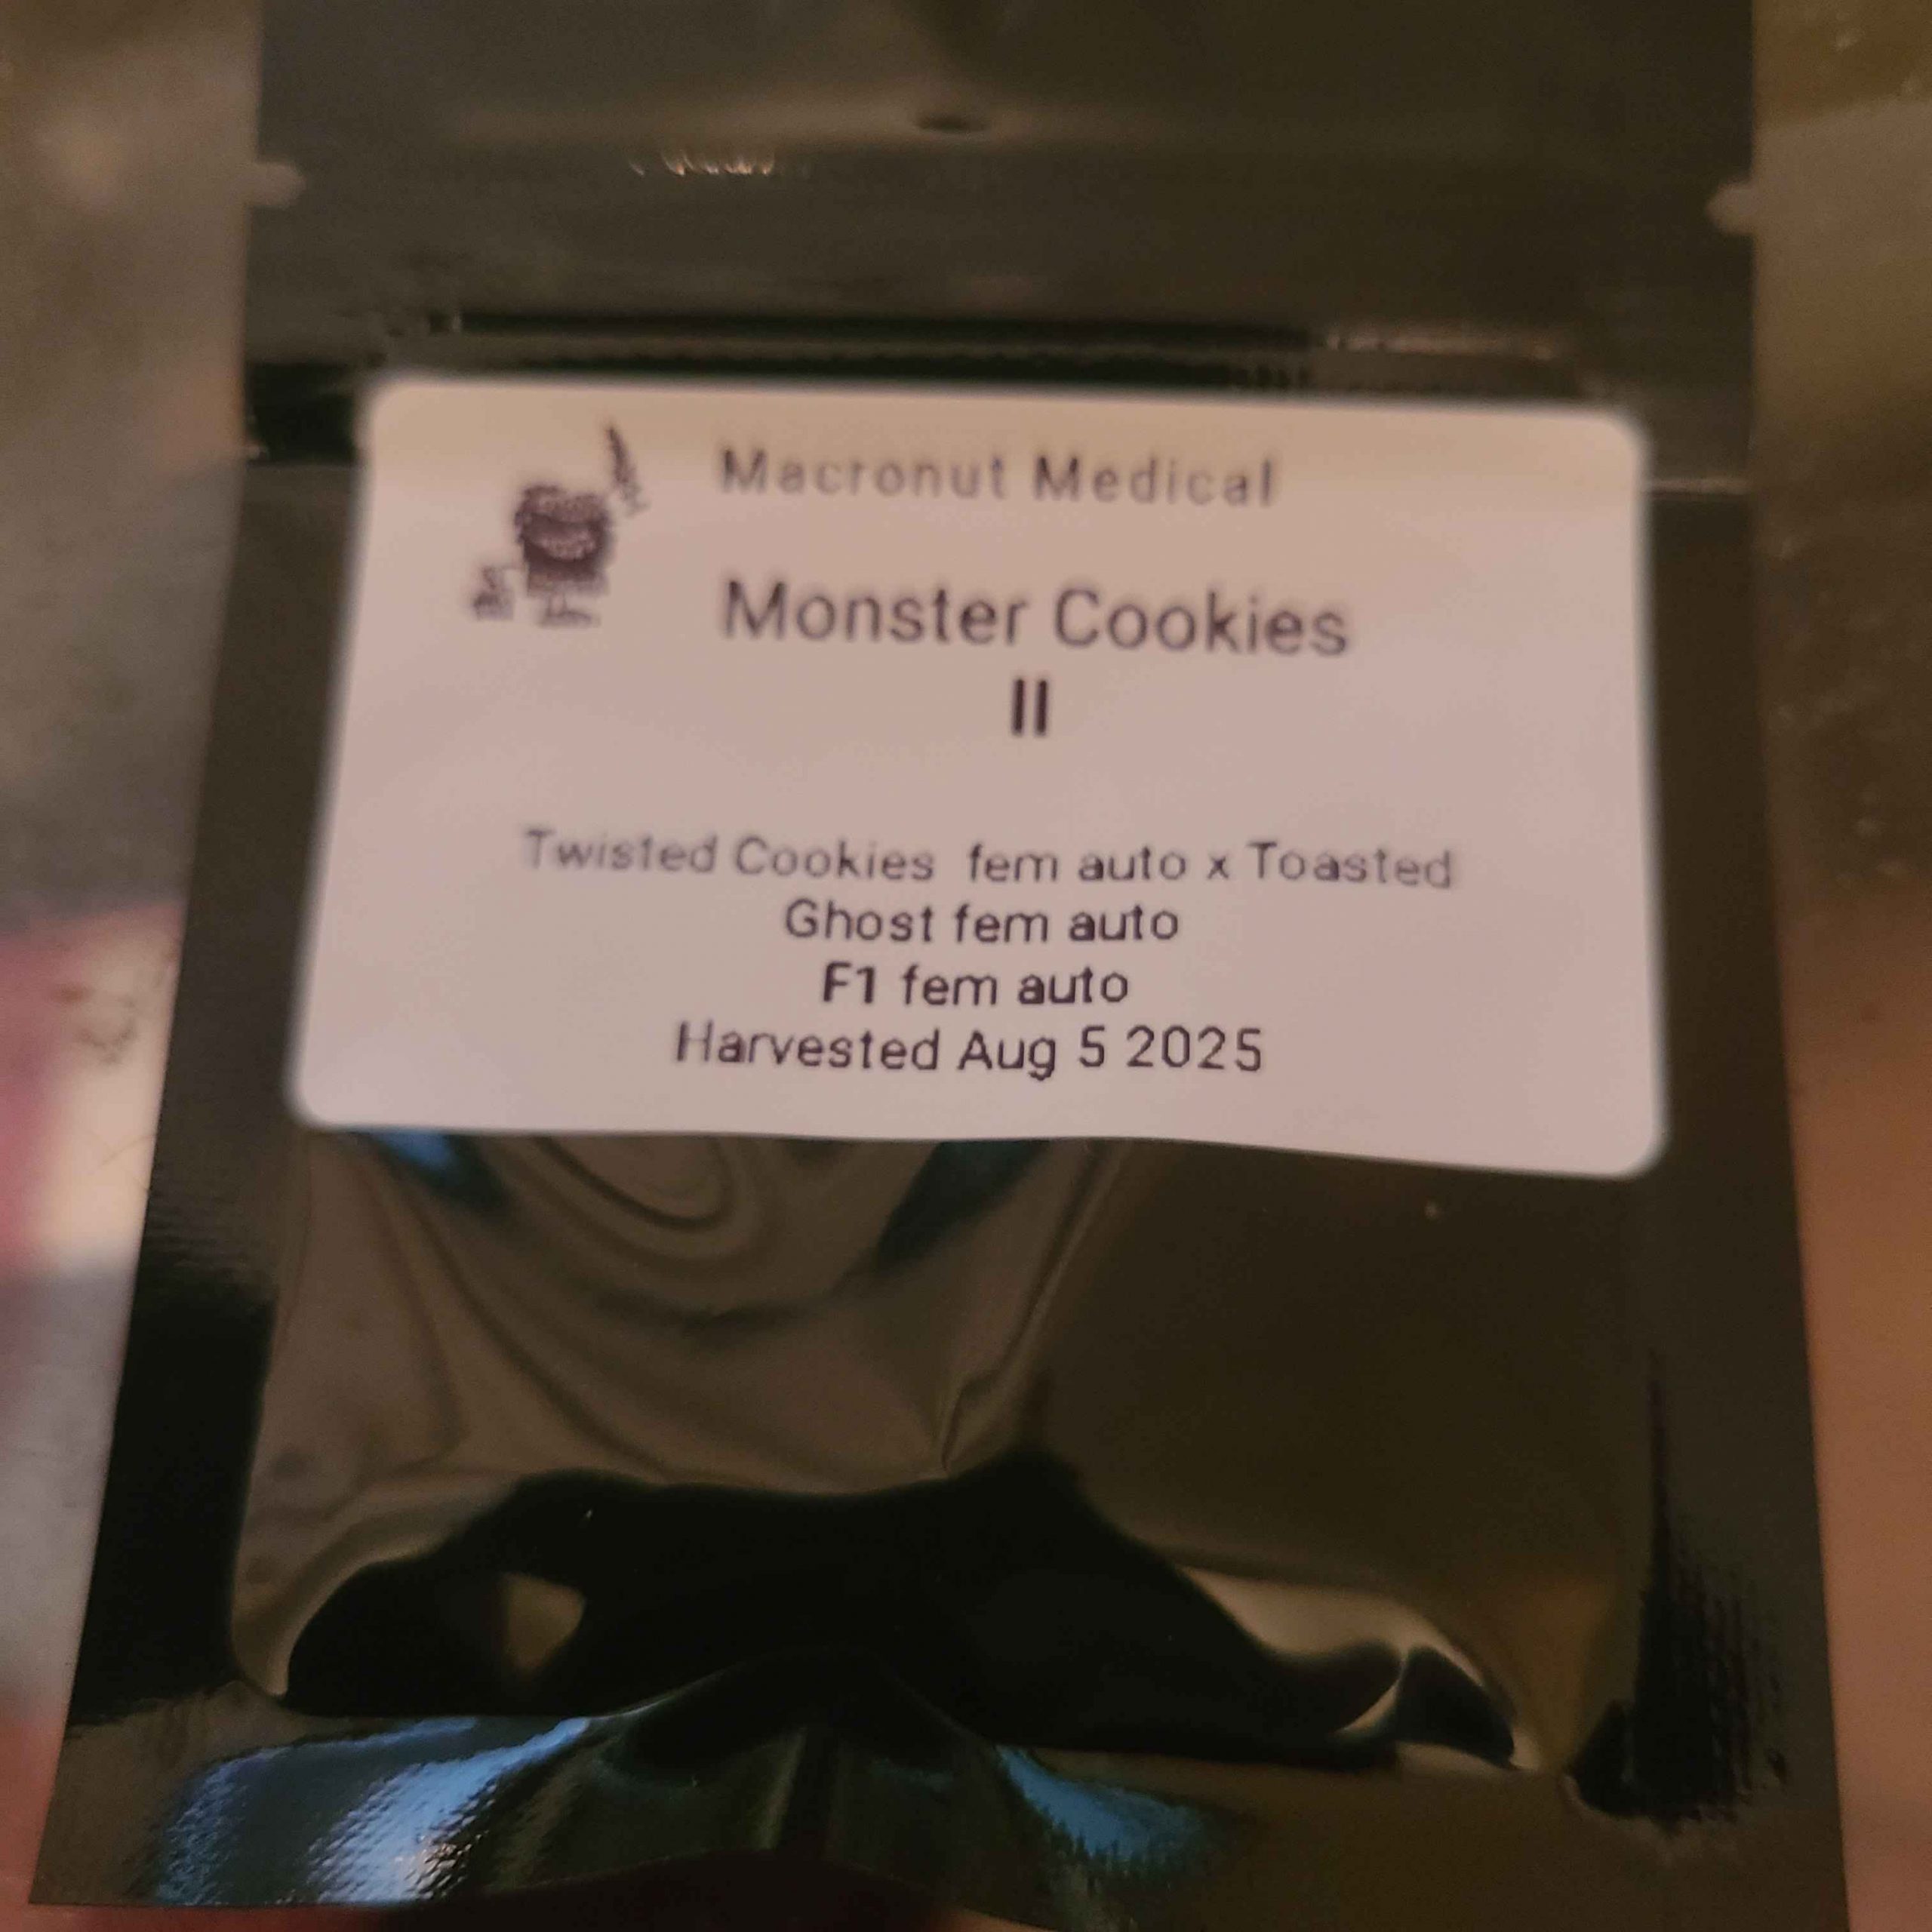 Macronut Medical
Monster Cookies
II
Twisted Cookies fem auto x Toasted
Ghost fem auto
F1 fem auto
Harvested Aug 5 2025